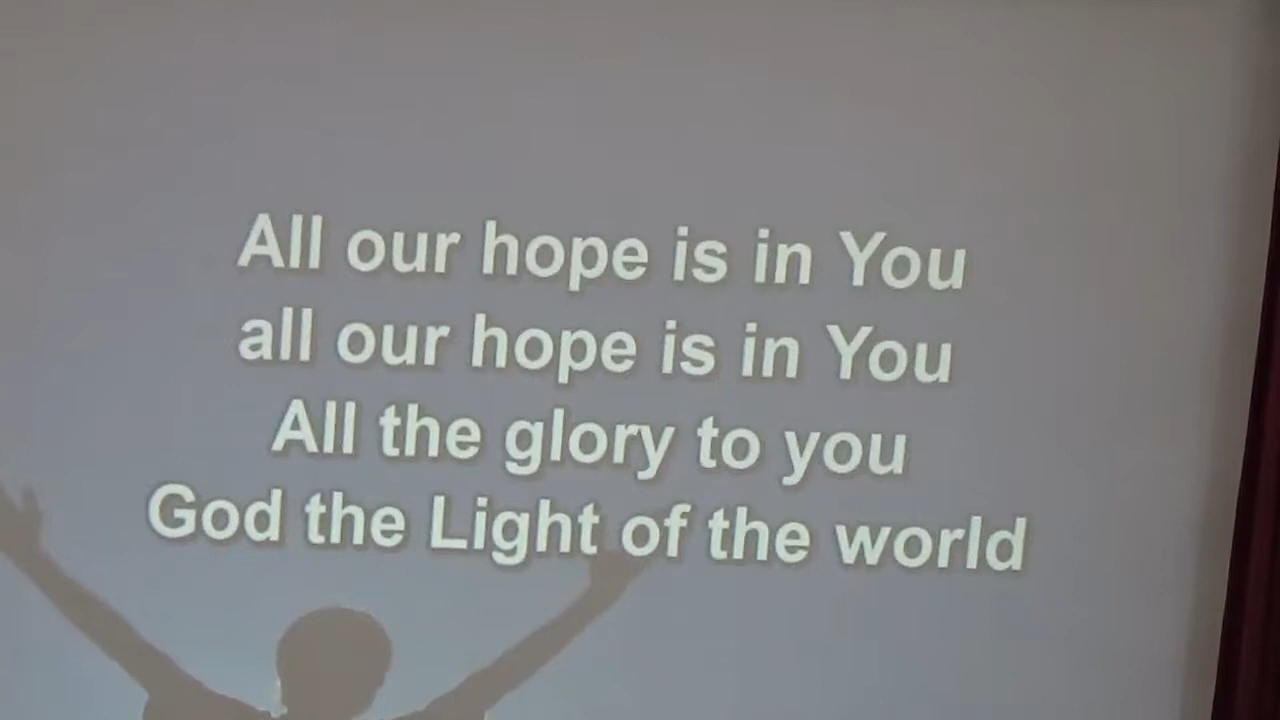 All our hope is in You
all our hope is in You
All the glory to you
God the Light of the world